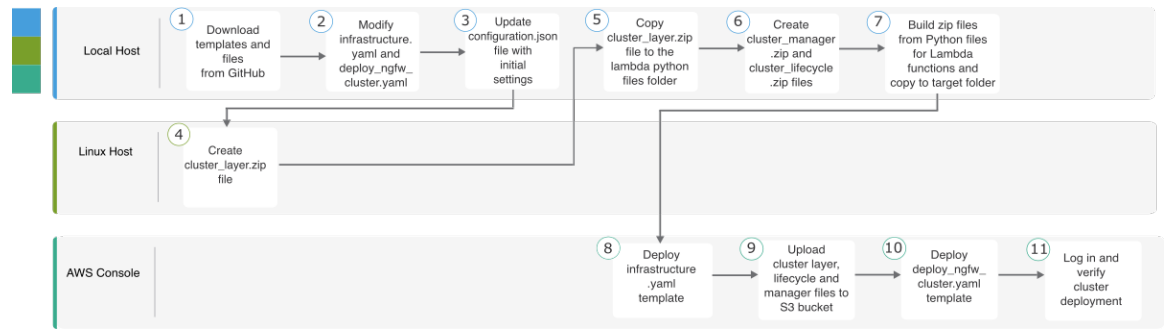 Local Host
1
Download
templates and
files
from GitHub
2
Modify
infrastructure.
yaml and
deploy_ngfw_
cluster.yaml
3
Update
configuration.json
file with
initial
settings
5
Copy
cluster_layer.zip
file to the
lambda python
files folder
6
Create
cluster_manager
.zip and
cluster_lifecycle
.zip files
7
Build zip files
from Python files
for Lambda
functions and
copy to target folder
Linux Host
4
Create
cluster_layer.zip
file
AWS Console
8
Deploy
infrastructure
.yaml
template
9
Upload
cluster layer,
lifecycle and
manager files to
S3 bucket
10
Deploy
deploy_ngfw_
cluster.yaml
template
11
Log in and
verify
cluster
deployment